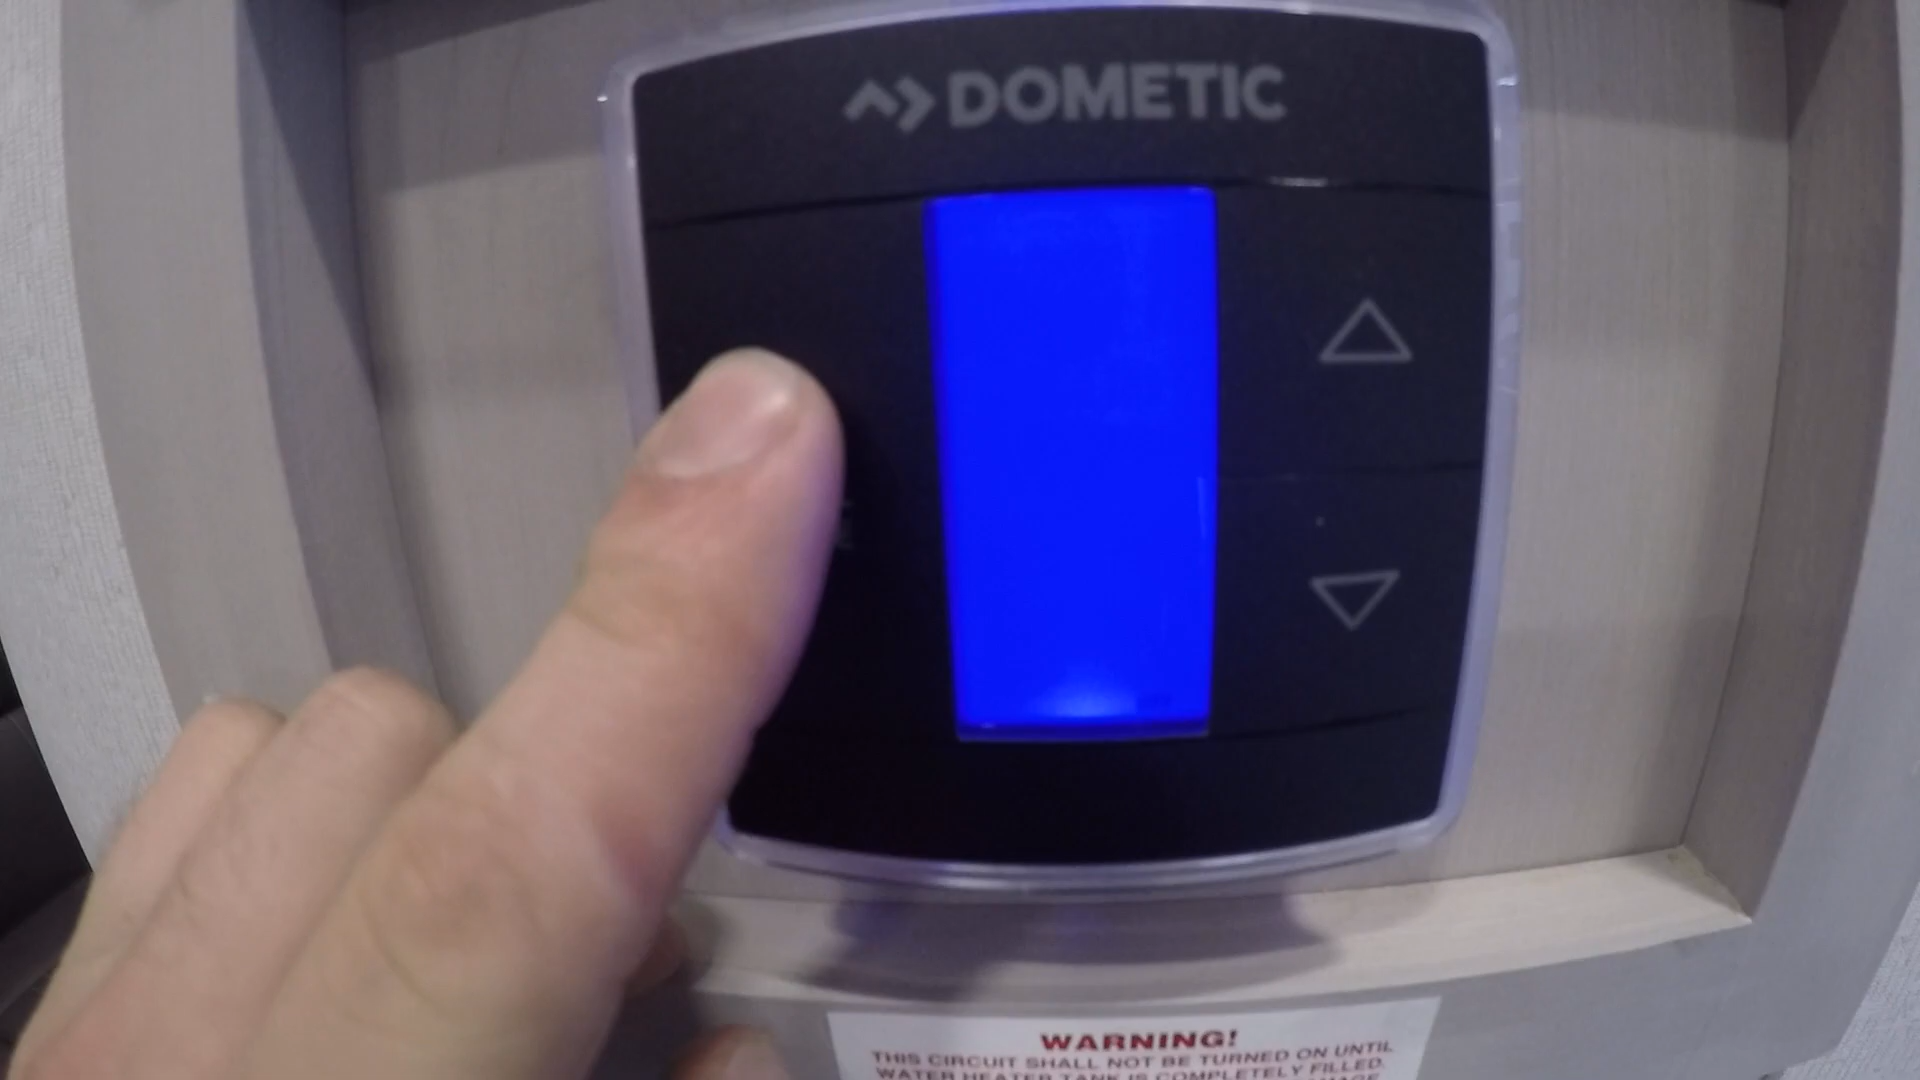 DOMETIC
WARNING!
THIS CIRCUIT SHALL NOT BE TURNED ON UNTIL
WATER HEATER TANK IS COMPLETELY FILLED.